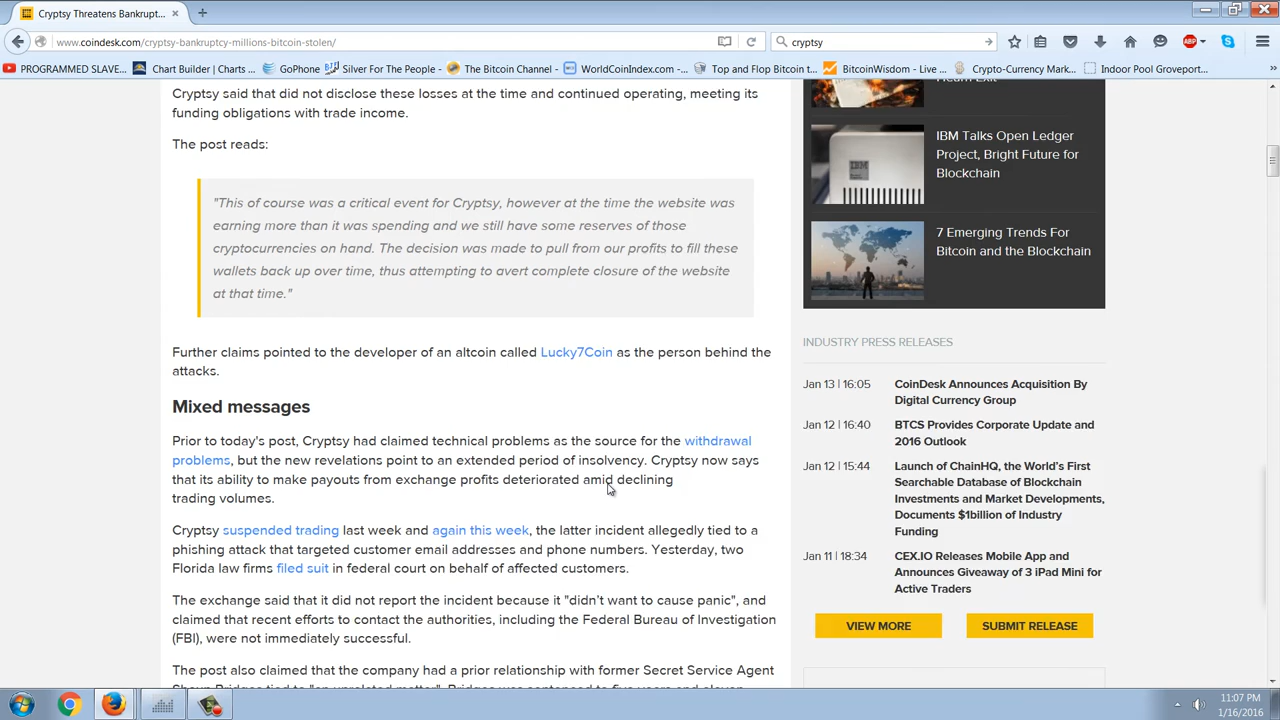 Cryptsy Threatens Bankrupt...
www.coindesk.com/cryptsy-bankruptcy-millions-bitcoin-stolen/
cryptsy
ABP
PROGRAMMED SLAVE...
Chart Builder | Charts ...
GoPhone
Silver For The People - ...
The Bitcoin Channel - ...
WorldCoinIndex.com - ...
Top and Flop Bitcoin t...
BitcoinWisdom - Live ...
Crypto-Currency Mark...
Indoor Pool Groveport...
Cryptsy said that did not disclose these losses at the time and continued operating, meeting its
funding obligations with trade income.
The post reads:
"This of course was a critical event for Cryptsy, however at the time the website was
earning more than it was spending and we still have some reserves of those
cryptocurrencies on hand. The decision was made to pull from our profits to fill these
wallets back up over time, thus attempting to avert complete closure of the website
at that time."
Further claims pointed to the developer of an altcoin called Lucky7Coin as the person behind the
attacks.
Mixed messages
Prior to today's post, Cryptsy had claimed technical problems as the source for the withdrawal
problems, but the new revelations point to an extended period of insolvency. Cryptsy now says
that its ability to make payouts from exchange profits deteriorated amid declining
trading volumes.
Cryptsy suspended trading last week and again this week, the latter incident allegedly tied to a
phishing attack that targeted customer email addresses and phone numbers. Yesterday, two
Florida law firms filed suit in federal court on behalf of affected customers.
The exchange said that it did not report the incident because it "didn't want to cause panic", and
claimed that recent efforts to contact the authorities, including the Federal Bureau of Investigation
(FBI), were not immediately successful.
The post also claimed that the company had a prior relationship with former Secret Service Agent
IBM
IBM Talks Open Ledger
Project, Bright Future for
Blockchain
7 Emerging Trends For
Bitcoin and the Blockchain
INDUSTRY PRESS RELEASES
Jan 13 | 16:05
CoinDesk Announces Acquisition By
Digital Currency Group
Jan 12 | 16:40
BTCS Provides Corporate Update and
2016 Outlook
Jan 12 | 15:44
Launch of ChainHQ, the World's First
Searchable Database of Blockchain
Investments and Market Developments,
Documents $1billion of Industry
Funding
Jan 11 | 18:34
CEX.IO Releases Mobile App and
Announces Giveaway of 3 iPad Mini for
Active Traders
VIEW MORE
SUBMIT RELEASE
11:07 PM
1/16/2016